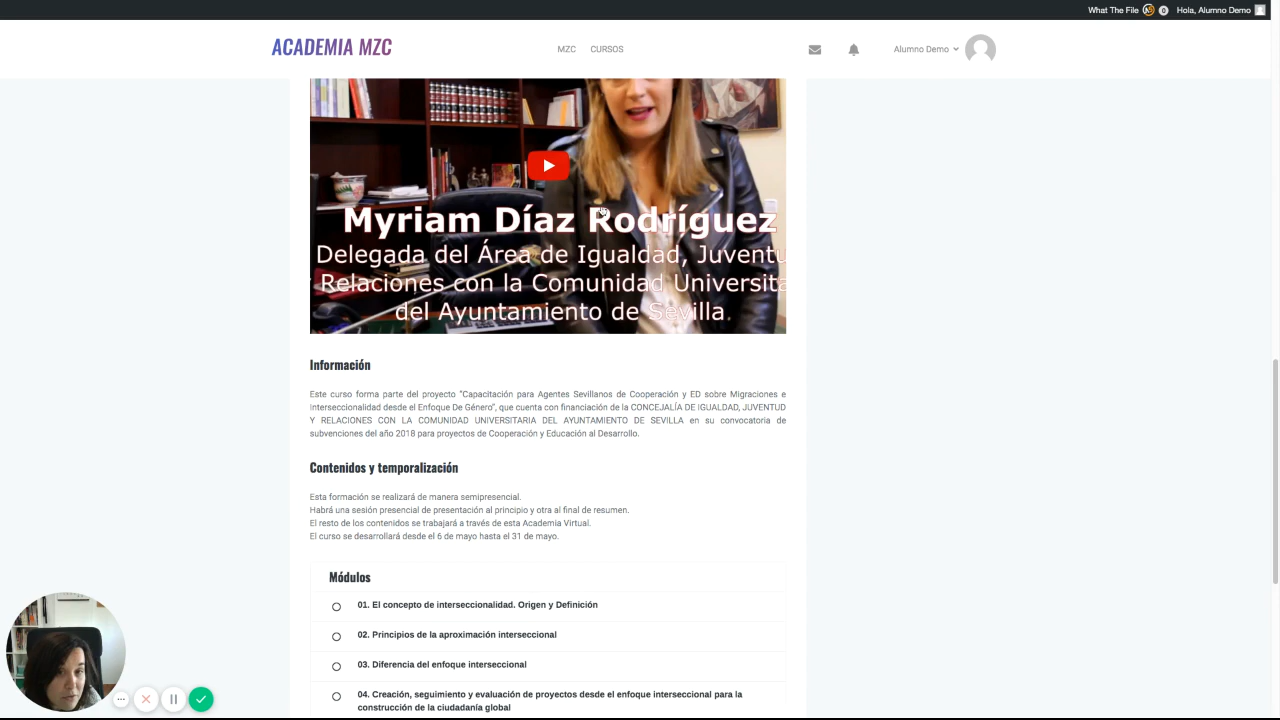 What The File 0 Hola, Alumno Demo
ACADEMIA MZC MZC CURSOS Alumno Demo
Myriam Díaz Rodríguez
Delegada del Área de Igualdad, Juventu
Relaciones con la Comunidad Universita
del Ayuntamiento de Sevilla.
Información
Este curso forma parte del proyecto "Capacitación para Agentes Sevillanos de Cooperación y ED sobre Migraciones e
Interseccionalidad desde el Enfoque De Género", que cuenta con financiación de la CONCEJALÍA DE IGUALDAD, JUVENTUD
Y RELACIONES CON LA COMUNIDAD UNIVERSITARIA DEL AYUNTAMIENTO DE SEVILLA en su convocatoria de
subvenciones del año 2018 para proyectos de Cooperación y Educación al Desarrollo.
Contenidos y temporalización
Esta formación se realizará de manera semipresencial.
Habrá una sesión presencial de presentación al principio y otra al final de resumen.
El resto de los contenidos se trabajará a través de esta Academia Virtual.
El curso se desarrollará desde el 6 de mayo hasta el 31 de mayo.
Módulos
01. El concepto de interseccionalidad. Origen y Definición
02. Principios de la aproximación interseccional
03. Diferencia del enfoque interseccional
04. Creación, seguimiento y evaluación de proyectos desde el enfoque interseccional para la
construcción de la ciudadanía global